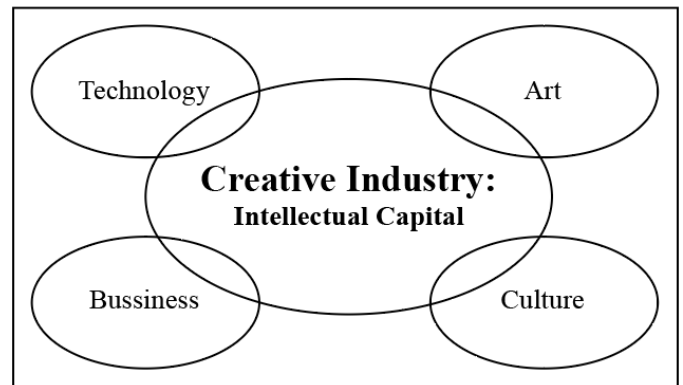 Technology
Art
Creative Industry:
Intellectual Capital
Bussiness
Culture